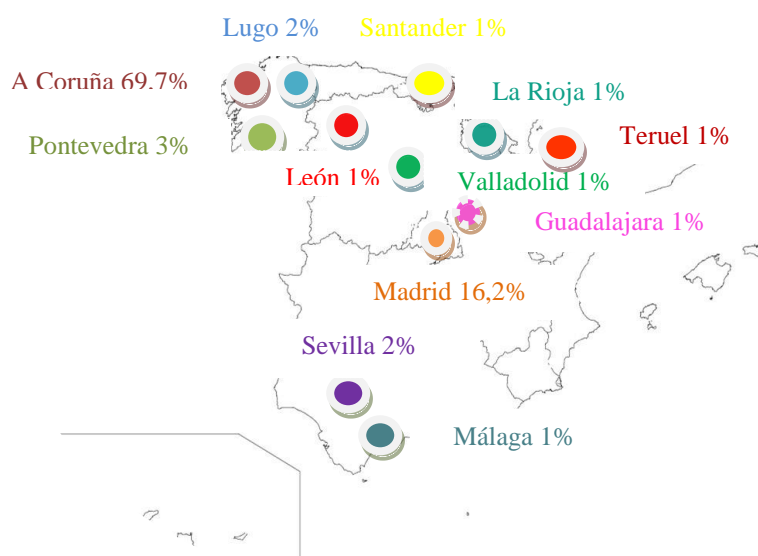 Lugo 2%
Santander 1%
A Coruña 69,7%
La Rioja 1%
Pontevedra 3%
Teruel 1%
León 1%
Valladolid 1%
Guadalajara 1%
Madrid 16,2%
Sevilla 2%
Málaga 1%